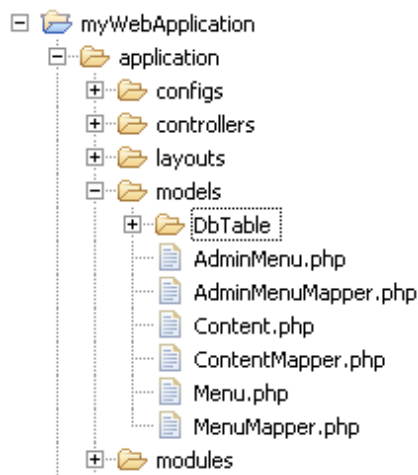 myWebApplication
application
configs
controllers
layouts
models
DbTable
AdminMenu.php
AdminMenuMapper.php
Content.php
ContentMapper.php
Menu.php
MenuMapper.php
modules